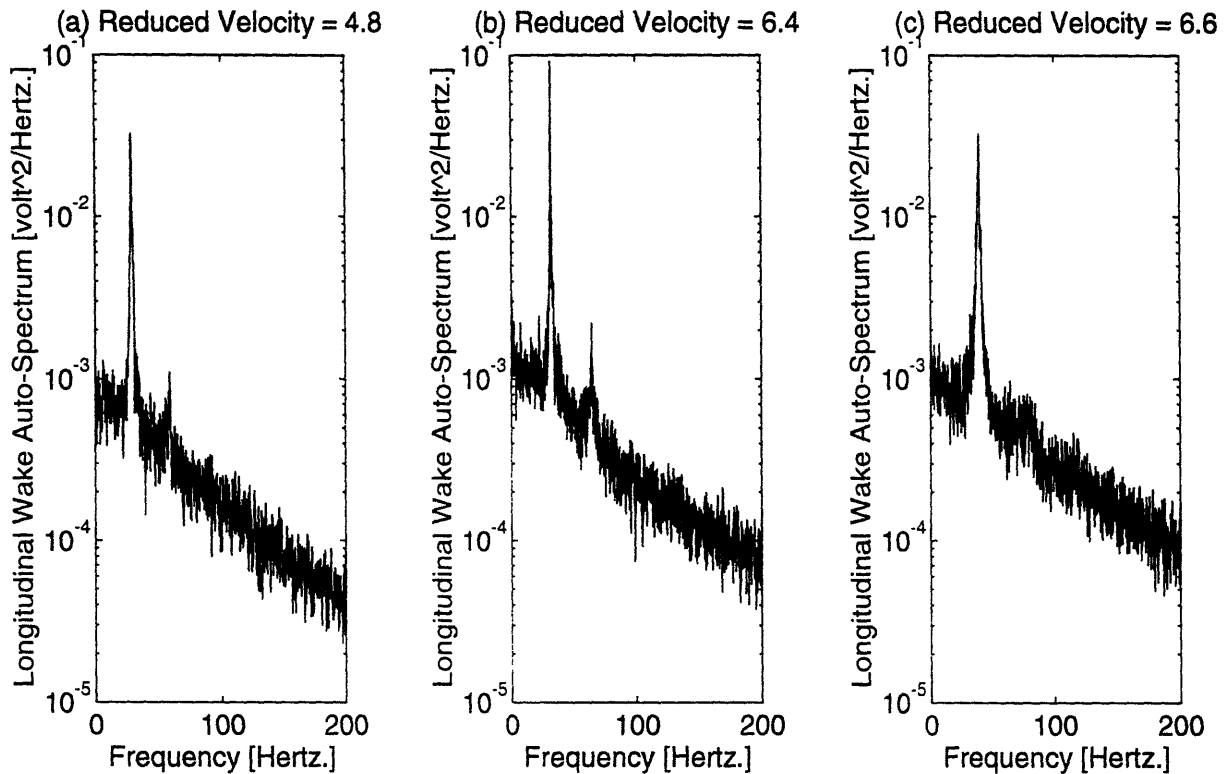 (a) Reduced Velocity = 4.8
Longitudinal Wake Auto-Spectrum [volt^2/Hertz.]
10^-1
10^-2
10^-3
10^-4
10^-5
0 100 200
Frequency [Hertz.]
(b) Reduced Velocity = 6.4
Longitudinal Wake Auto-Spectrum [volt^2/Hertz.]
10^-1
10^-2
10^-3
10^-4
10^-5
0 100 200
Frequency [Hertz.]
(c) Reduced Velocity = 6.6
Longitudinal Wake Auto-Spectrum [volt^2/Hertz.]
10^-1
10^-2
10^-3
10^-4
10^-5
0 100 200
Frequency [Hertz.]